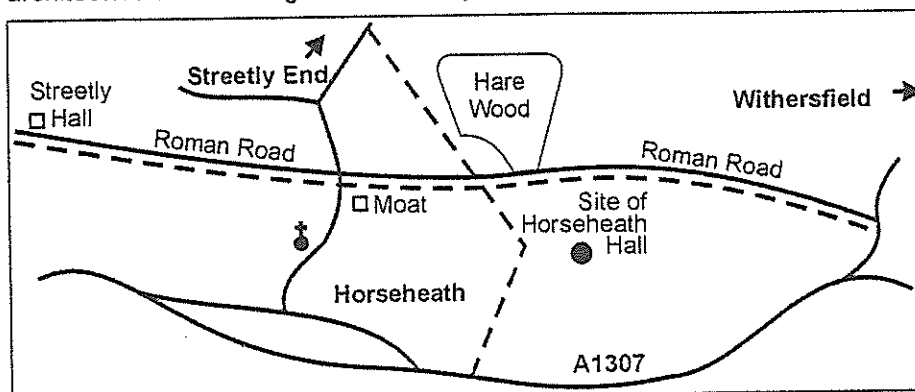 Streetly End
Hare
Wood
Withersfield
Streetly
Hall
Roman Road
Roman Road
Moat
Site of
Horseheath
Hall
Horseheath
A1307